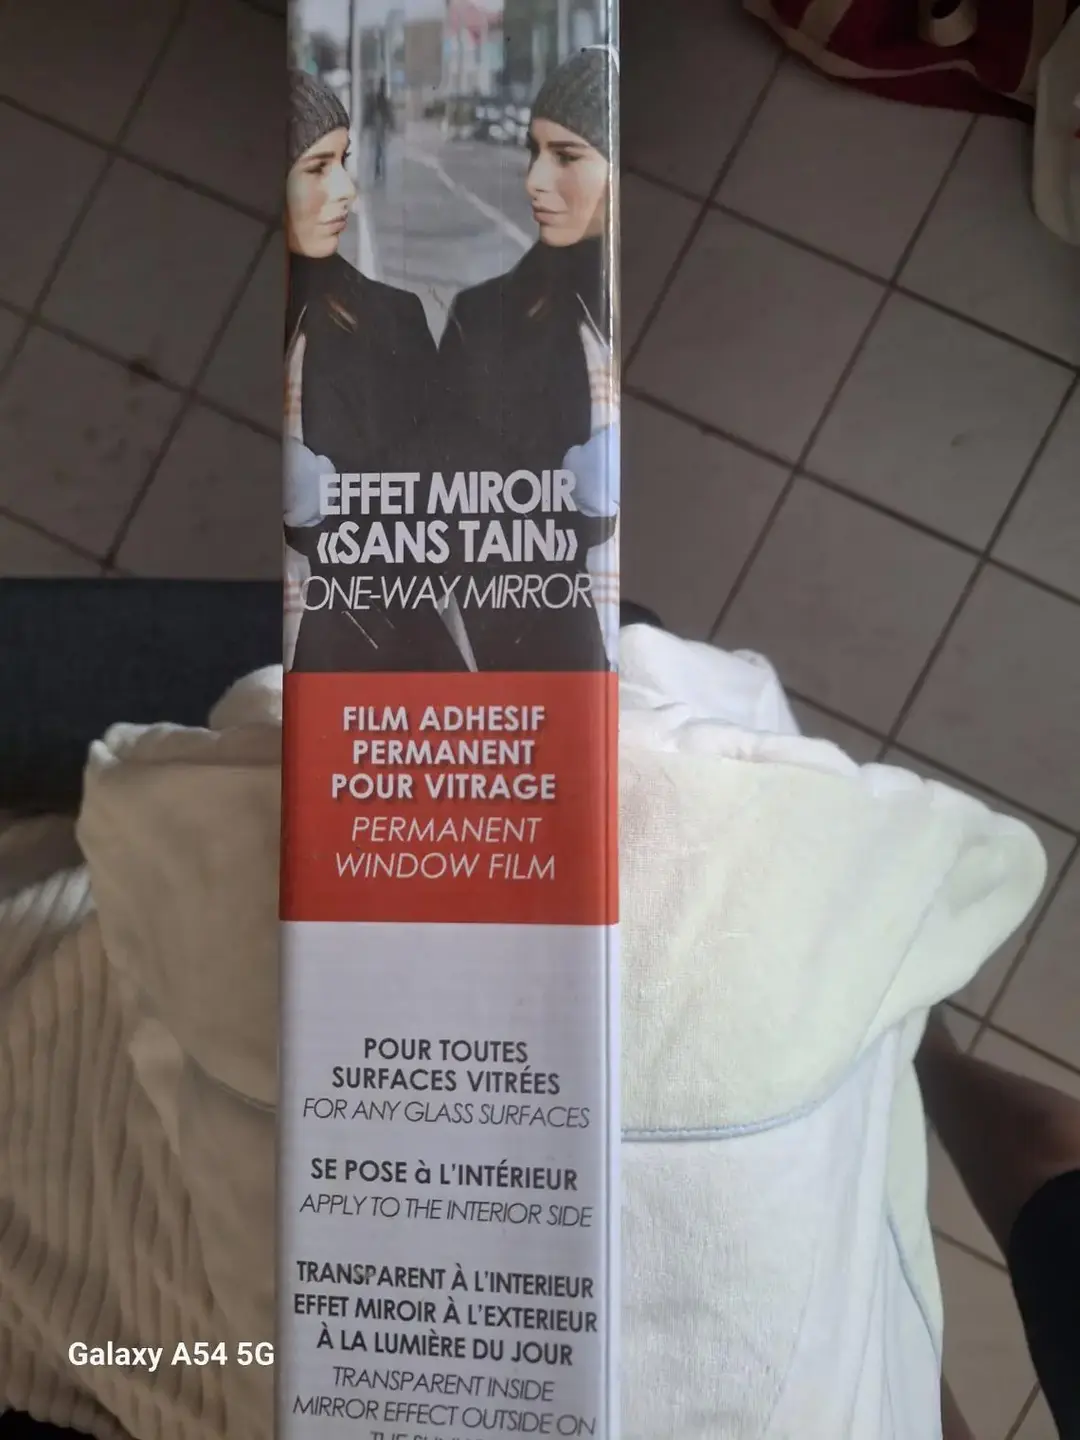 EFFET MIROIR
«SANS TAIN»
ONE-WAY MIRROR
FILM ADHESIF
PERMANENT
POUR VITRAGE
PERMANENT
WINDOW FILM
POUR TOUTES
SURFACES VITRÉES
FOR ANY GLASS SURFACES
SE POSE à L'INTÉRIEUR
APPLY TO THE INTERIOR SIDE
TRANSPARENT À L'INTERIEUR
EFFET MIROIR À L'EXTERIEUR
À LA LUMIÈRE DU JOUR
TRANSPARENT INSIDE
MIRROR EFFECT OUTSIDE ON
THE
Galaxy A54 5G